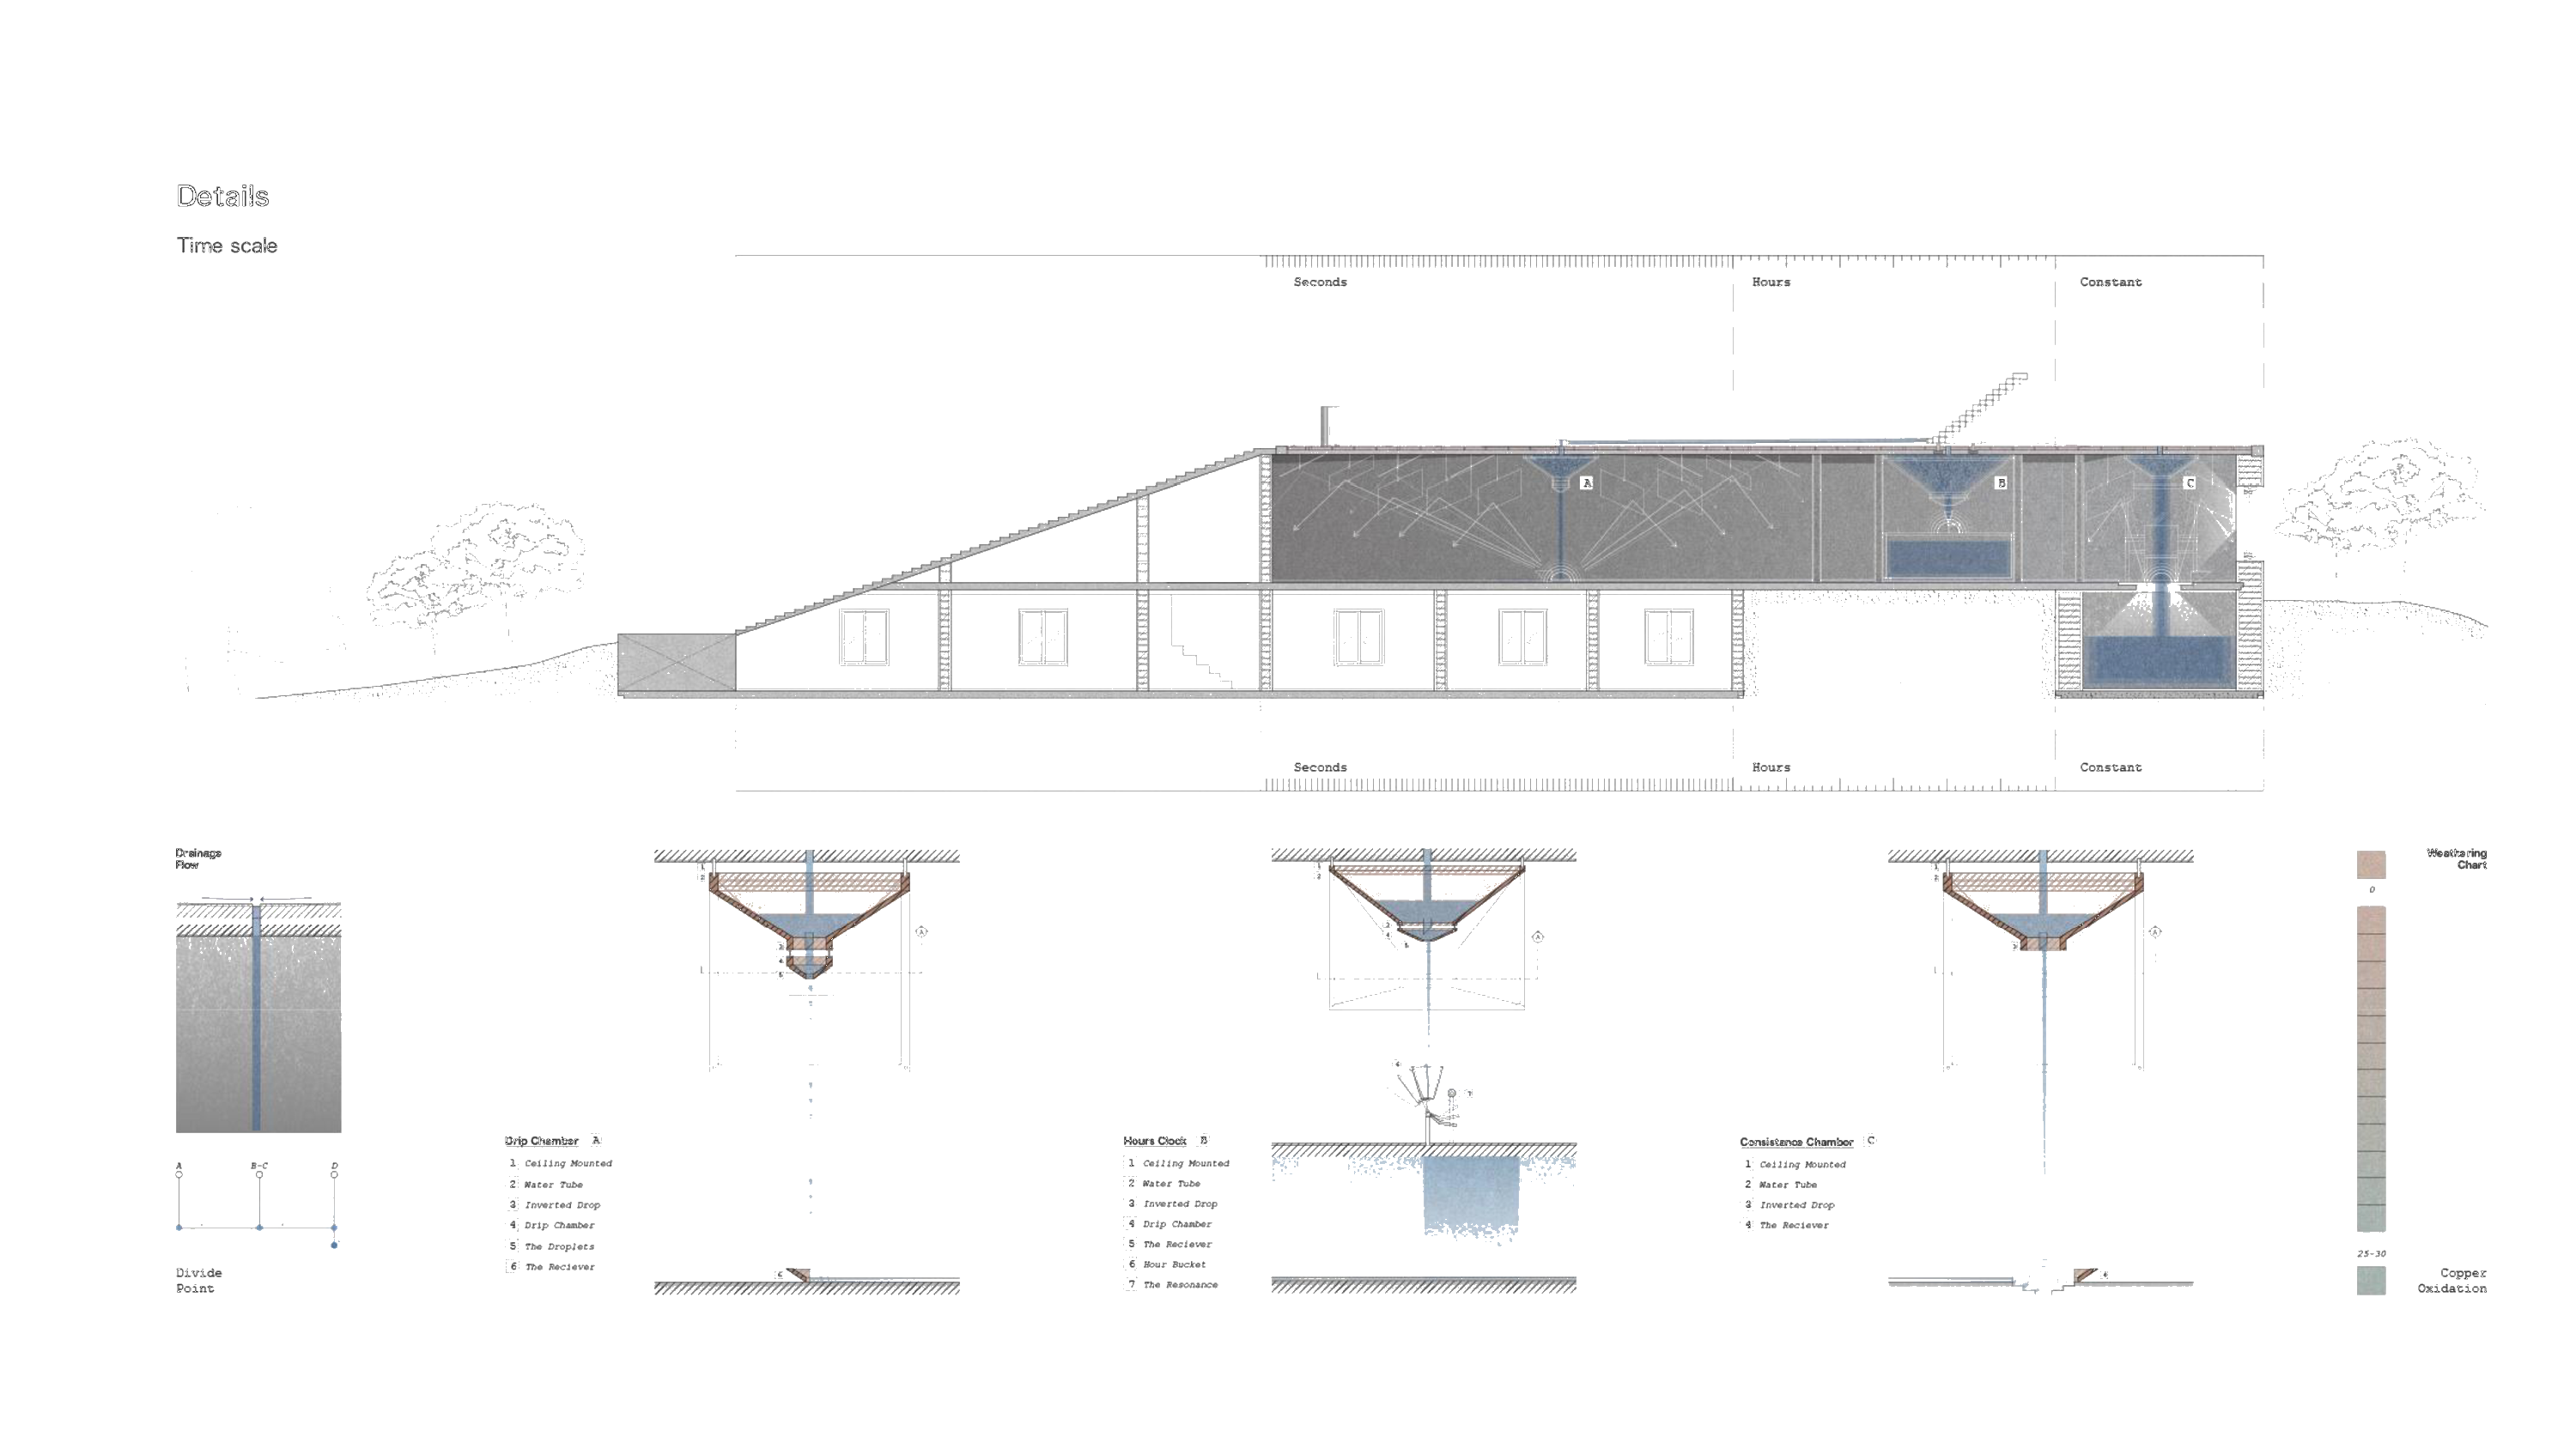 Details
Time scale
Seconds
Hours
Constant
A
B
C
Seconds
Hours
Constant
Drainage
Flow
A
B-C
D
Divide
Point
Drip Chamber A
1 Ceiling Mounted
2 Water Tube
3 Inverted Drop
4 Drip Chamber
5 The Droplets
6 The Reciever
A
6
Hours Clock B
1 Ceiling Mounted
2 Water Tube
3 Inverted Drop
4 Drip Chamber
5 The Reciever
6 Hour Bucket
7 The Resonance
A
Consistance Chamber C
1 Ceiling Mounted
2 Water Tube
3 Inverted Drop
4 The Reciever
A
Weathering
Chart
0
25-30
Copper
Oxidation